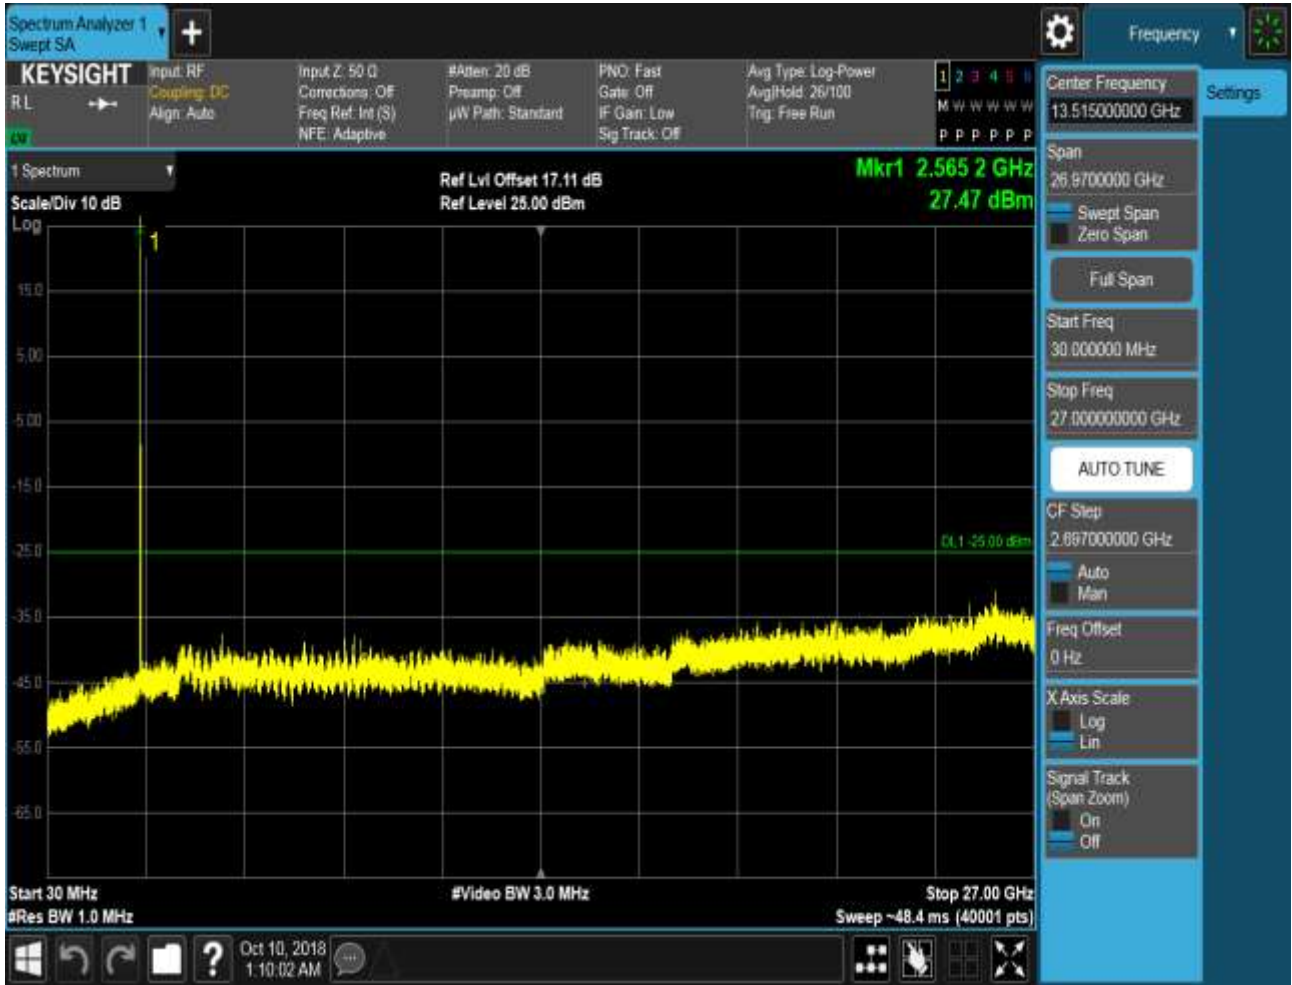 Spectrum Analyzer 1
Swept SA
Frequency
KEYSIGHT
R L
Input: RF
Coupling: DC
Align: Auto
Input Z: 50 Ω
Corrections: Off
Freq Ref: Int (S)
NFE: Adaptive
#Atten: 20 dB
Preamp: Off
µW Path: Standard
PNO: Fast
Gate: Off
IF Gain: Low
Sig Track: Off
Avg Type: Log-Power
Avg|Hold: 26/100
Trig: Free Run
1 2 3 4 5 6
M W W W W W
P P P P P P
1 Spectrum
Scale/Div 10 dB
Log
Ref Lvl Offset 17.11 dB
Ref Level 25.00 dBm
Mkr1 2.565 2 GHz
27.47 dBm
1
15.0
5.00
-5.00
-15.0
-25.0
-35.0
-45.0
-55.0
-65.0
DL1 -25.00 dBm
Start 30 MHz
#Res BW 1.0 MHz
#Video BW 3.0 MHz
Stop 27.00 GHz
Sweep ~48.4 ms (40001 pts)
Center Frequency
13.515000000 GHz
Settings
Span
26.9700000 GHz
Swept Span
Zero Span
Full Span
Start Freq
30.000000 MHz
Stop Freq
27.000000000 GHz
AUTO TUNE
CF Step
2.697000000 GHz
Auto
Man
Freq Offset
0 Hz
X Axis Scale
Log
Lin
Signal Track
(Span Zoom)
On
Off
?
Oct 10, 2018
1:10:02 AM